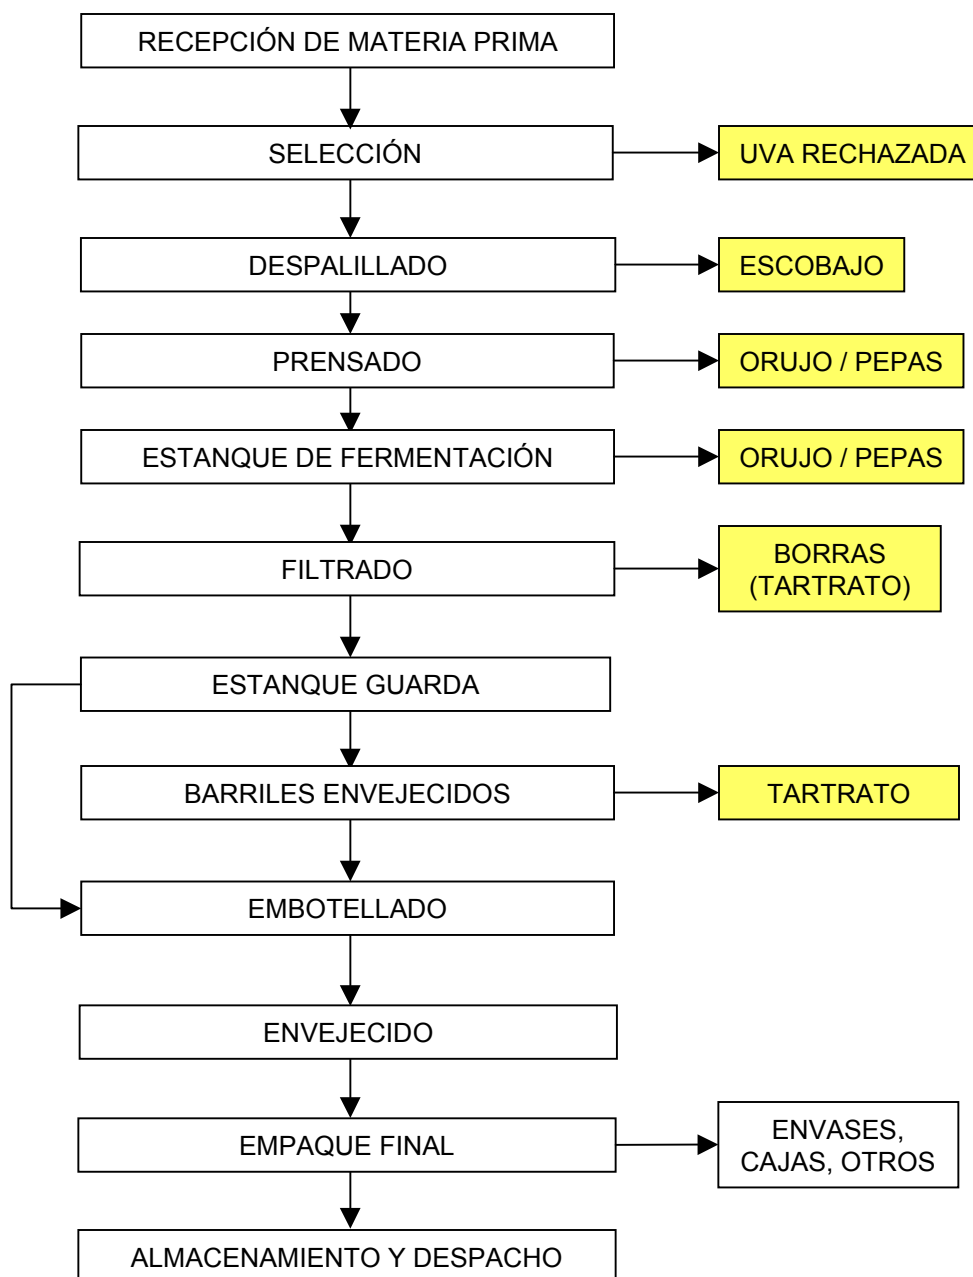 RECEPCIÓN DE MATERIA PRIMA
SELECCIÓN
UVA RECHAZADA
DESPALILLADO
ESCOBAJO
PRENSADO
ORUJO / PEPAS
ESTANQUE DE FERMENTACIÓN
ORUJO / PEPAS
FILTRADO
BORRAS
(TARTRATO)
ESTANQUE GUARDA
BARRILES ENVEJECIDOS
TARTRATO
EMBOTELLADO
ENVEJECIDO
EMPAQUE FINAL
ENVASES,
CAJAS, OTROS
ALMACENAMIENTO Y DESPACHO